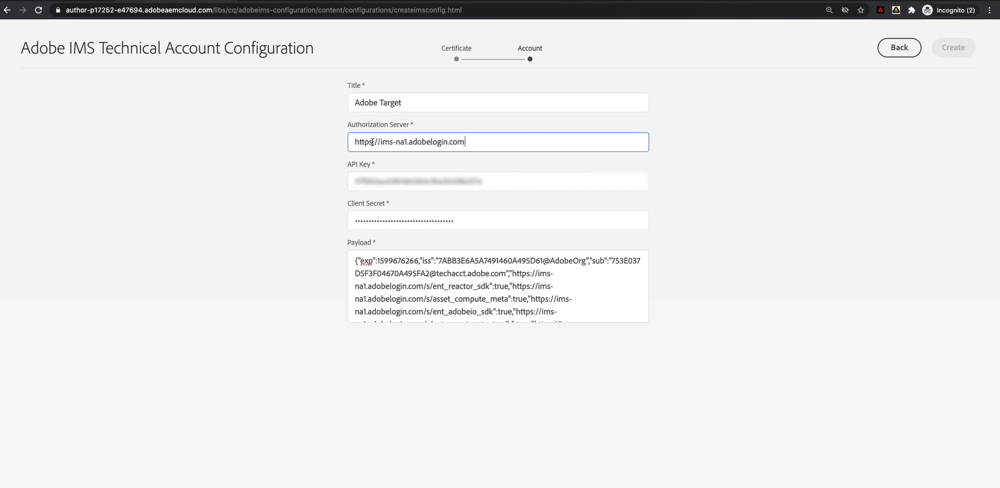 author-p17252-e47694.adobeaemcloud.com/libs/cq/adobeims-configuration/content/configurations/createimsconfig.html
Incognito (2)
Adobe IMS Technical Account Configuration
Certificate
Account
Back
Create
Title *
Adobe Target
Authorization Server *
https://ims-na1.adobelogin.com
API Key *
Client Secret *
••••••••••••••••••••••••••••••••••••
Payload *
{"exp":1599676266,"iss":"7ABB3E6A5A7491460A495D61@AdobeOrg","sub":"753E037
D5F3F04670A495FA2@techacct.adobe.com","https://ims-
na1.adobelogin.com/s/ent_reactor_sdk":true,"https://ims-
na1.adobelogin.com/s/asset_compute_meta":true,"https://ims-
na1.adobelogin.com/s/ent_adobeio_sdk":true,"https://ims-